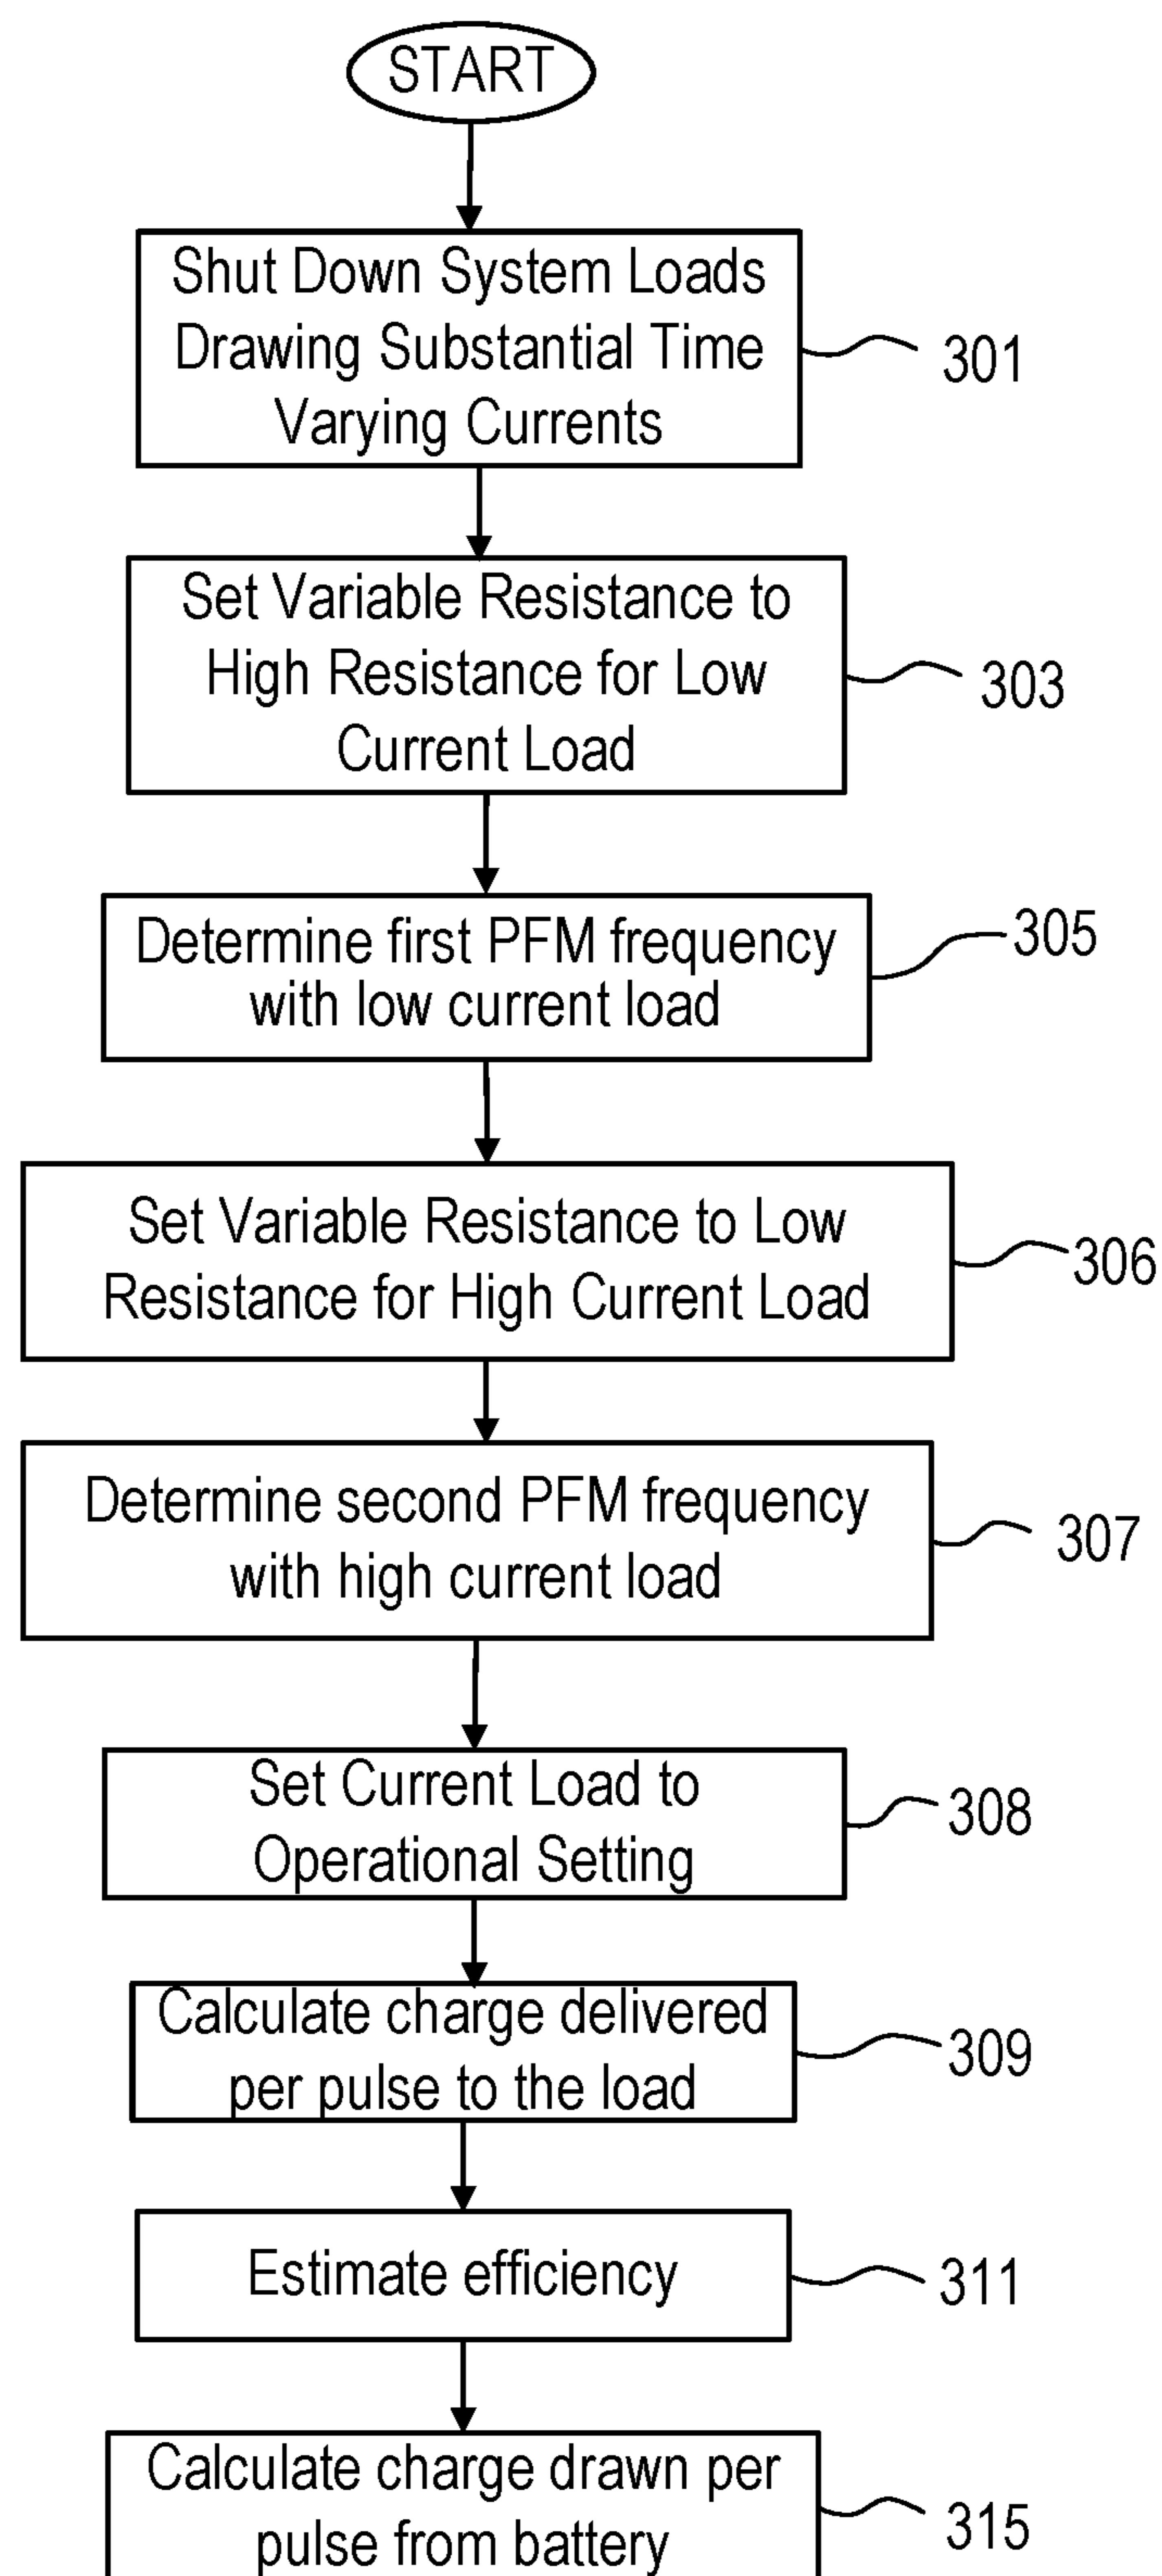 START
Shut Down System Loads
Drawing Substantial Time
Varying Currents
301
Set Variable Resistance to
High Resistance for Low
Current Load
303
Determine first PFM frequency
with low current load
305
Set Variable Resistance to Low
Resistance for High Current Load
306
Determine second PFM frequency
with high current load
307
Set Current Load to
Operational Setting
308
Calculate charge delivered
per pulse to the load
309
Estimate efficiency
311
Calculate charge drawn per
pulse from battery
315